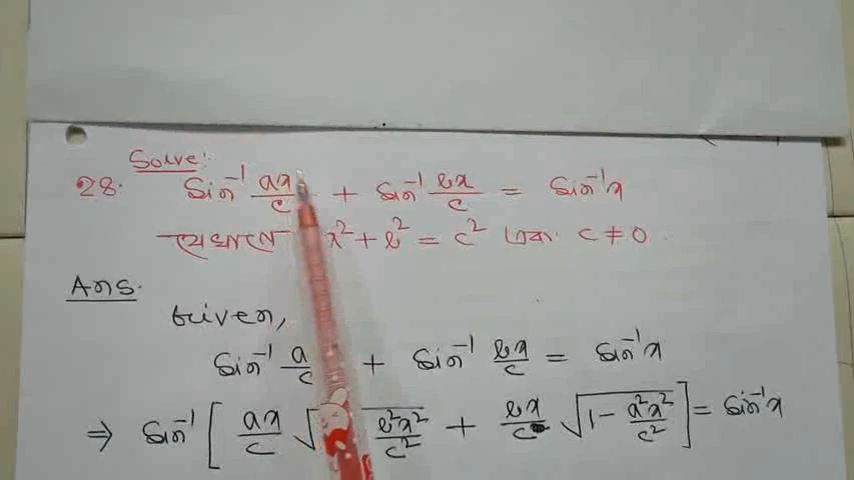 Solve:
28. Sin⁻¹ ax/c + Sin⁻¹ bx/c = Sin⁻¹x
যেখানে x² + b² = c² এবং c ≠ 0
Ans.
Given,
Sin⁻¹ a/c + Sin⁻¹ bx/c = Sin⁻¹x
⇒ Sin⁻¹ [ ax/c √ b²x²/c² + bx/c √1 - a²x²/c² ] = Sin⁻¹x